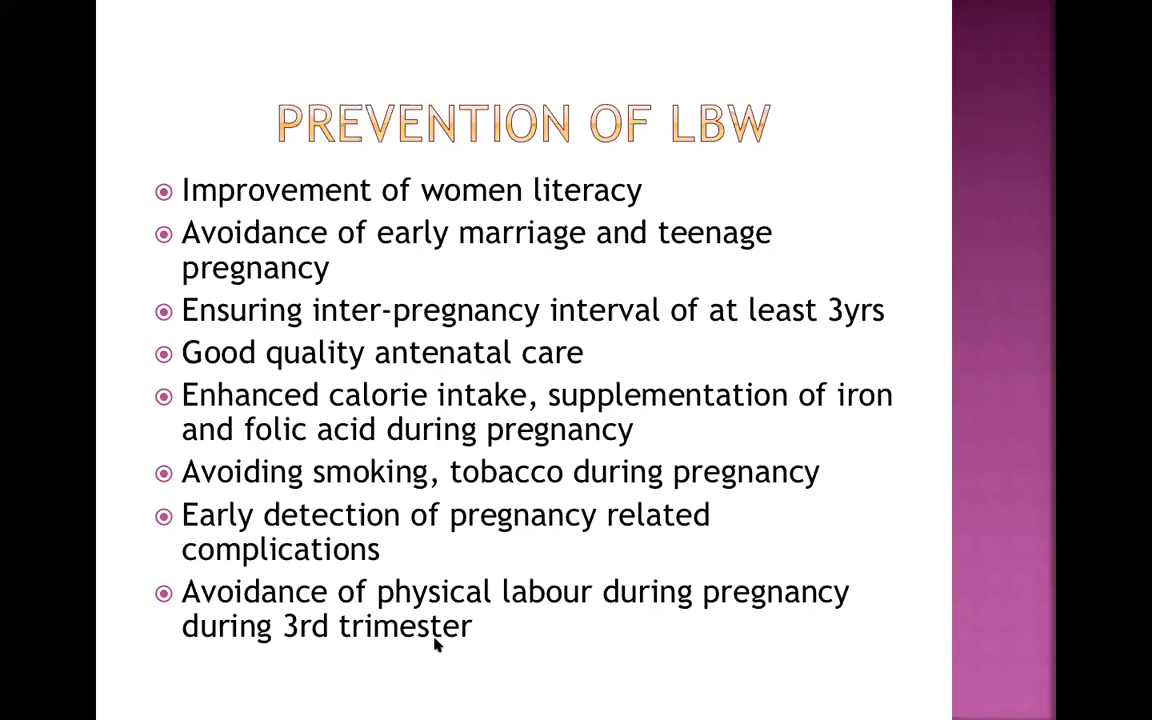 PREVENTION OF LBW
Improvement of women literacy
Avoidance of early marriage and teenage
pregnancy
Ensuring inter-pregnancy interval of at least 3yrs
Good quality antenatal care
Enhanced calorie intake, supplementation of iron
and folic acid during pregnancy
Avoiding smoking, tobacco during pregnancy
Early detection of pregnancy related
complications
Avoidance of physical labour during pregnancy
during 3rd trimester